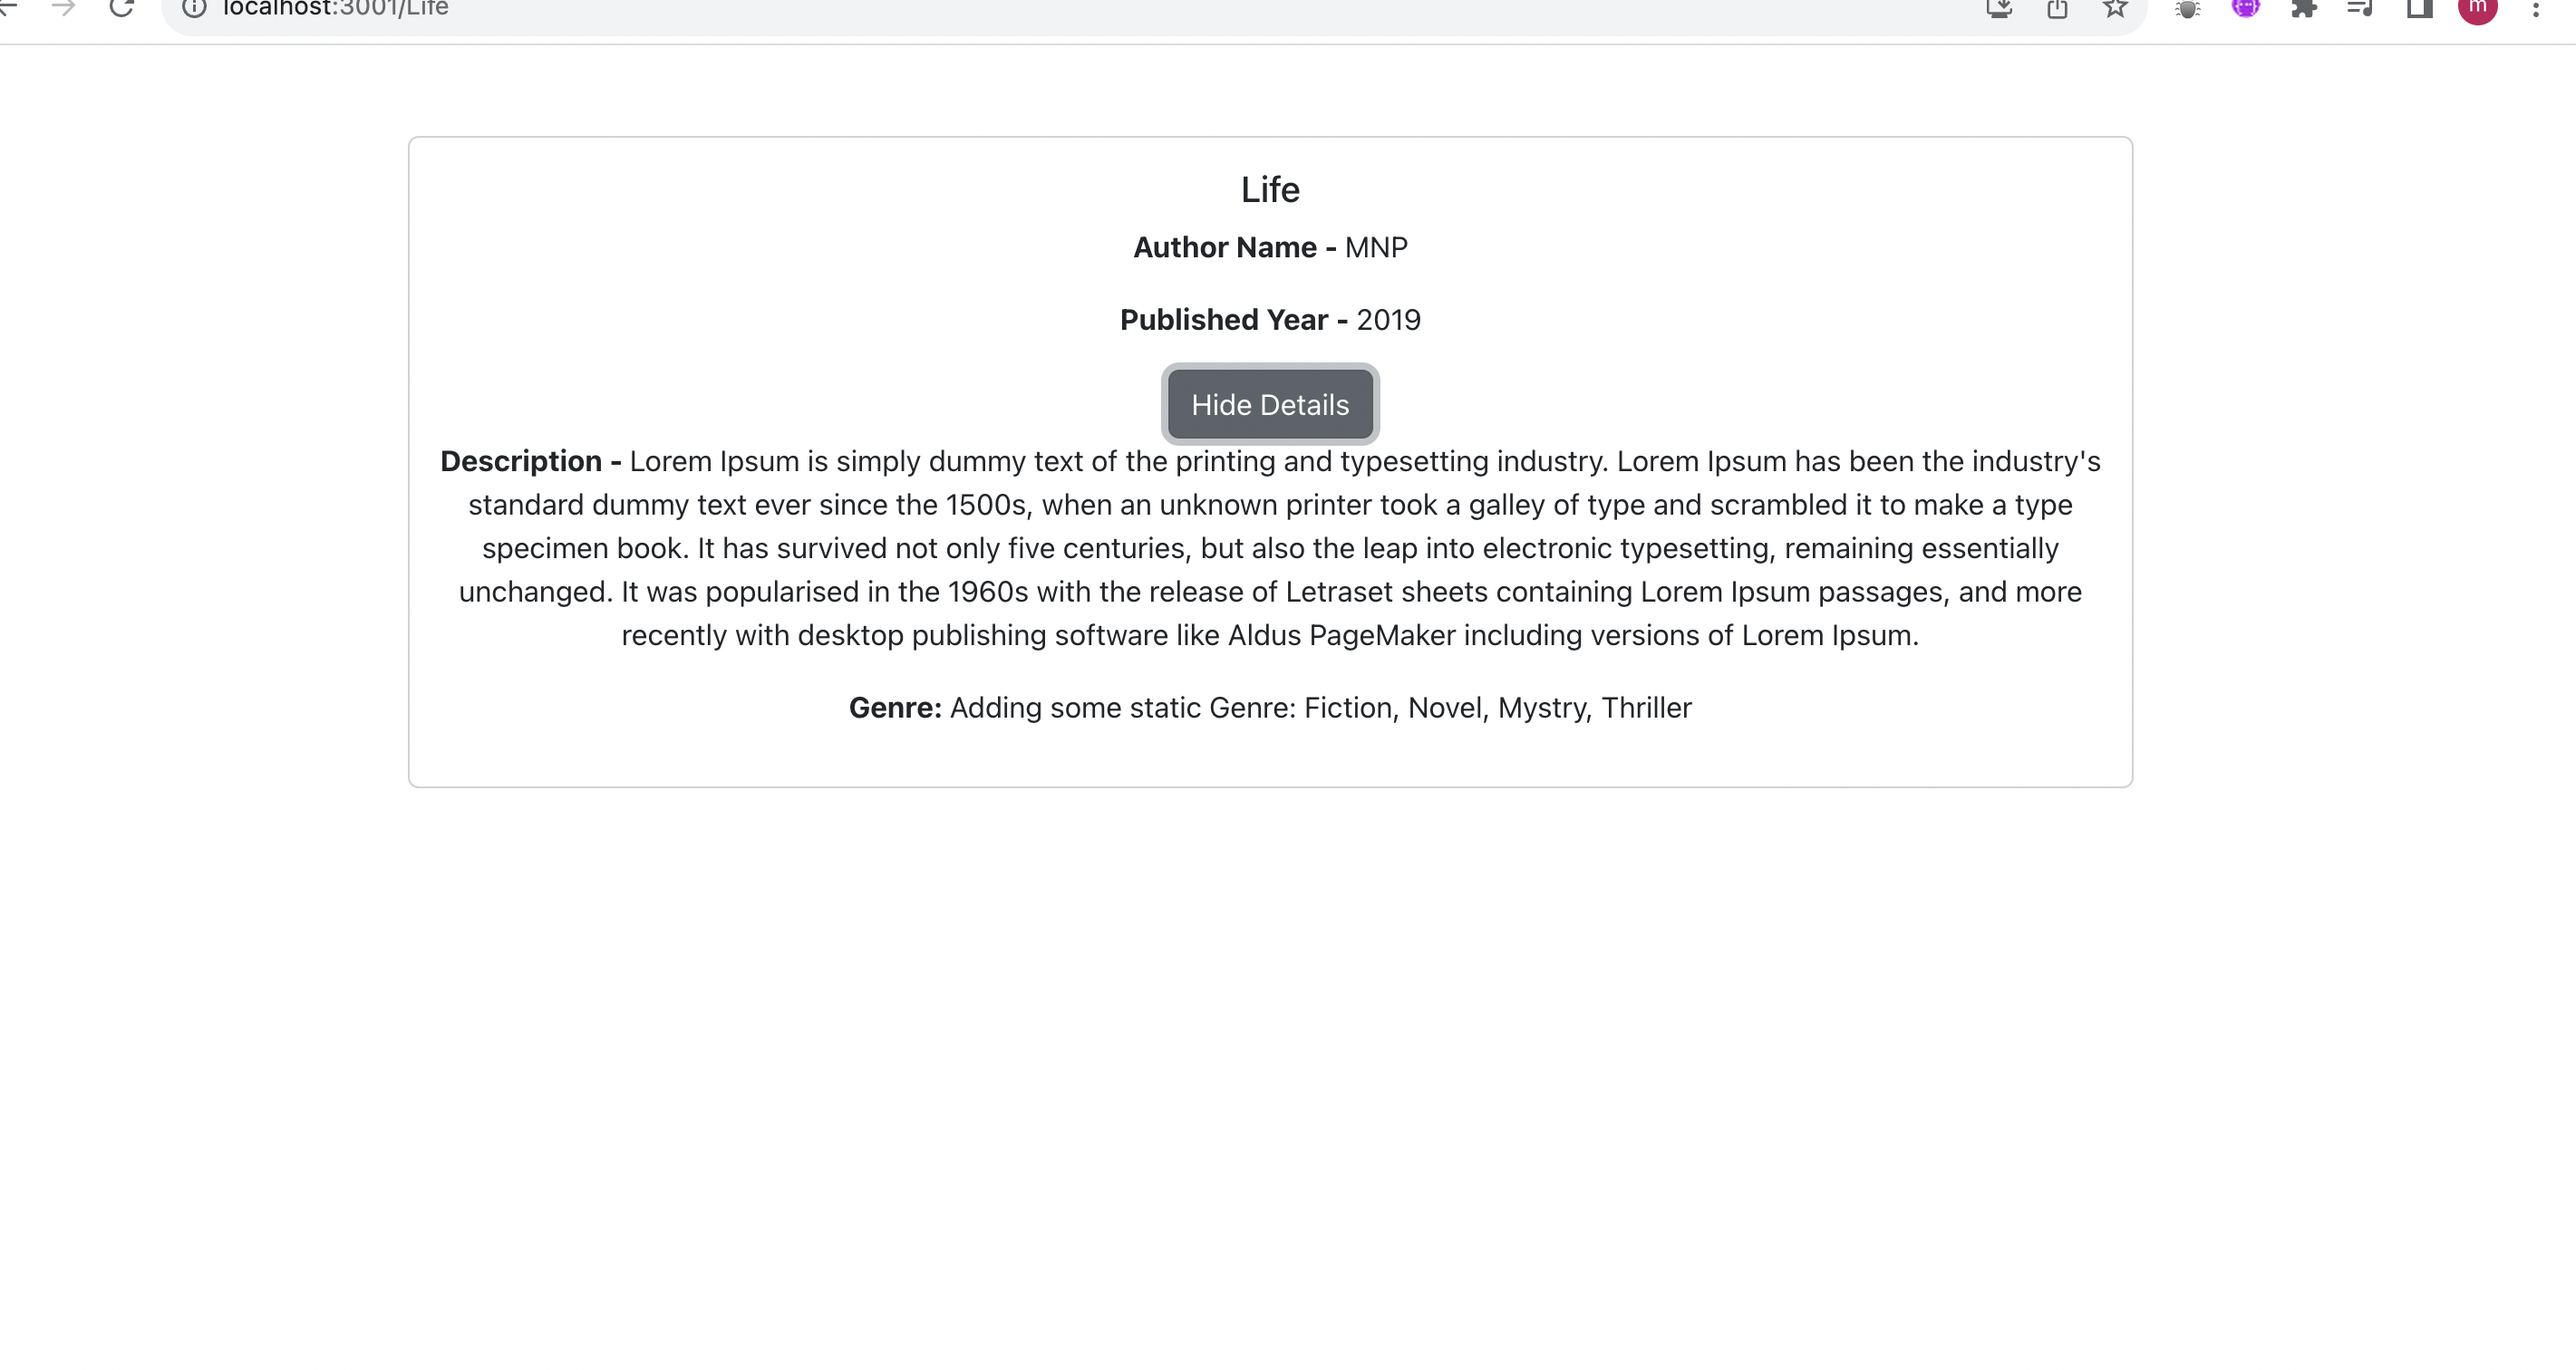 localhost:3001/Life
m
Life
Author Name - MNP
Published Year - 2019
Hide Details
Description - Lorem Ipsum is simply dummy text of the printing and typesetting industry. Lorem Ipsum has been the industry's
standard dummy text ever since the 1500s, when an unknown printer took a galley of type and scrambled it to make a type
specimen book. It has survived not only five centuries, but also the leap into electronic typesetting, remaining essentially
unchanged. It was popularised in the 1960s with the release of Letraset sheets containing Lorem Ipsum passages, and more
recently with desktop publishing software like Aldus PageMaker including versions of Lorem Ipsum.
Genre: Adding some static Genre: Fiction, Novel, Mystry, Thriller